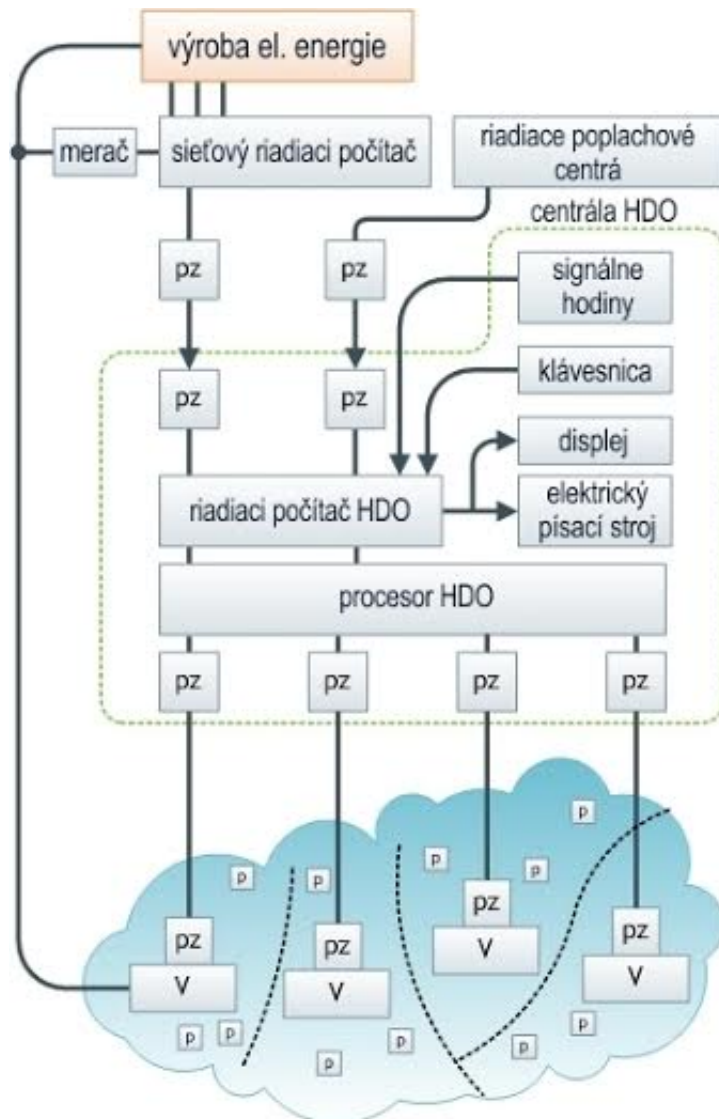 výroba el. energie
merač
sieťový riadiaci počítač
riadiace poplachové
centrá
centrála HDO
pz
pz
signálne
hodiny
pz
pz
klávesnica
displej
riadiaci počítač HDO
elektrický
písací stroj
procesor HDO
pz
pz
pz
pz
p
p
p
p
p
pz
pz
pz
pz
V
V
V
V
p
p
p
p
p
p